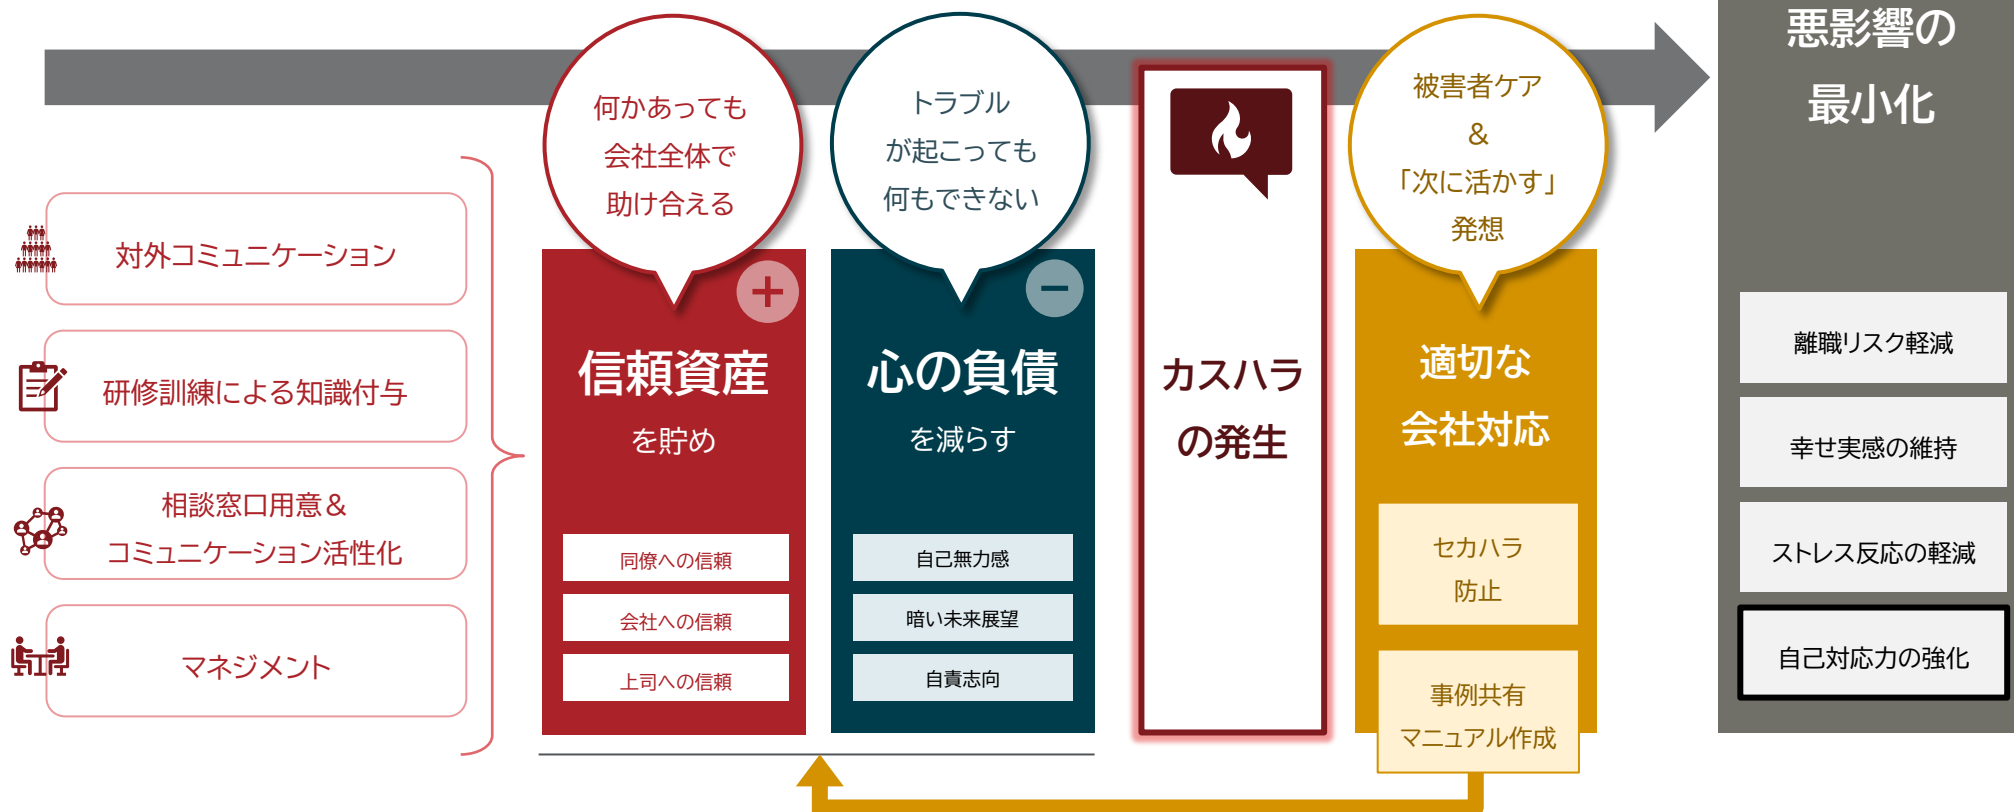 対外コミュニケーション
研修訓練による知識付与
相談窓口用意＆
コミュニケーション活性化
マネジメント
何かあっても
会社全体で
助け合える
信頼資産
を貯め
同僚への信頼
会社への信頼
上司への信頼
トラブル
が起こっても
何もできない
心の負債
を減らす
自己無力感
暗い未来展望
自責志向
カスハラ
の発生
被害者ケア
＆
「次に活かす」
発想
適切な
会社対応
セカハラ
防止
事例共有
マニュアル作成
悪影響の
最小化
離職リスク軽減
幸せ実感の維持
ストレス反応の軽減
自己対応力の強化